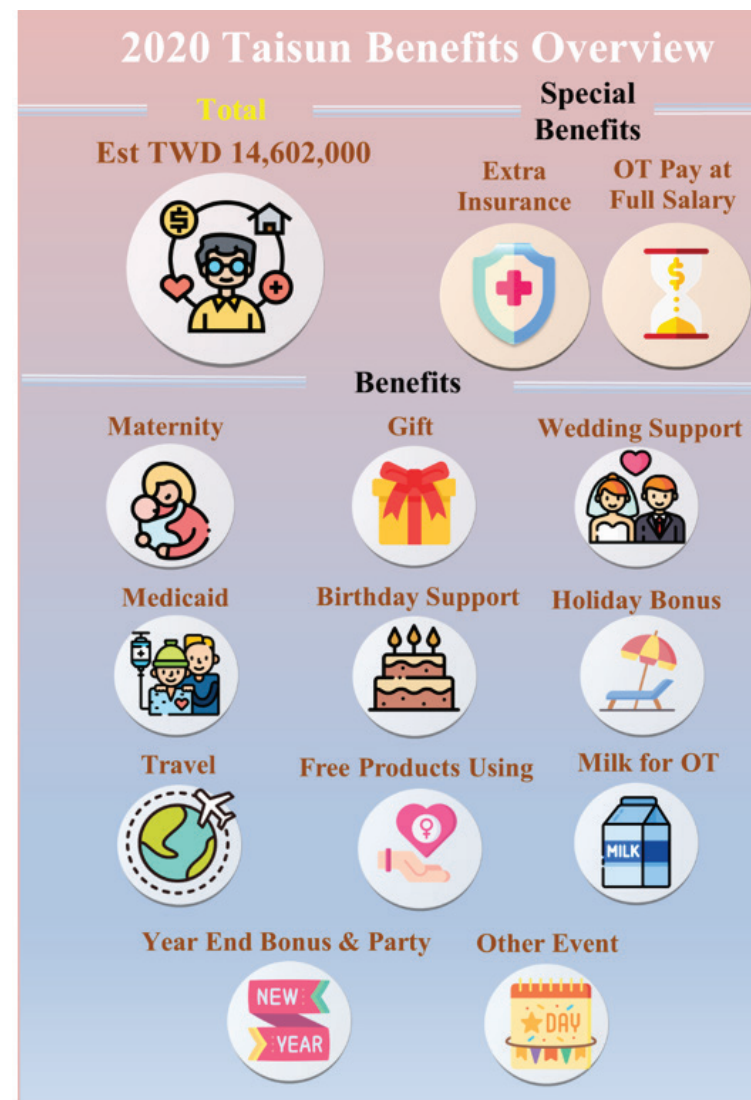 2020 Taisun Benefits Overview
Total
Est TWD 14,602,000
Special
Benefits
Extra
Insurance
OT Pay at
Full Salary
Benefits
Maternity
Gift
Wedding Support
Medicaid
Birthday Support
Holiday Bonus
Travel
Free Products Using
Milk for OT
MILK
Year End Bonus & Party
Other Event
NEW
YEAR
DAY